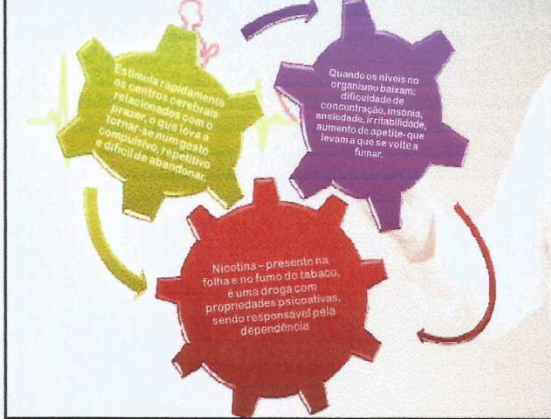 Estimula rapidamente
os centros cerebrais
relacionados com o
prazer, o que leva a
tornar-se num gesto
compulsivo, repetitivo
e difícil de abandonar.
Quando os níveis no
organismo baixam:
dificuldade de
concentração, insónia,
ansiedade, irritabilidade,
aumento de apetite- que
levam a que se volte a
fumar.
Nicotina – presente na
folha e no fumo do tabaco,
é uma droga com
propriedades psicoativas,
sendo responsável pela
dependência